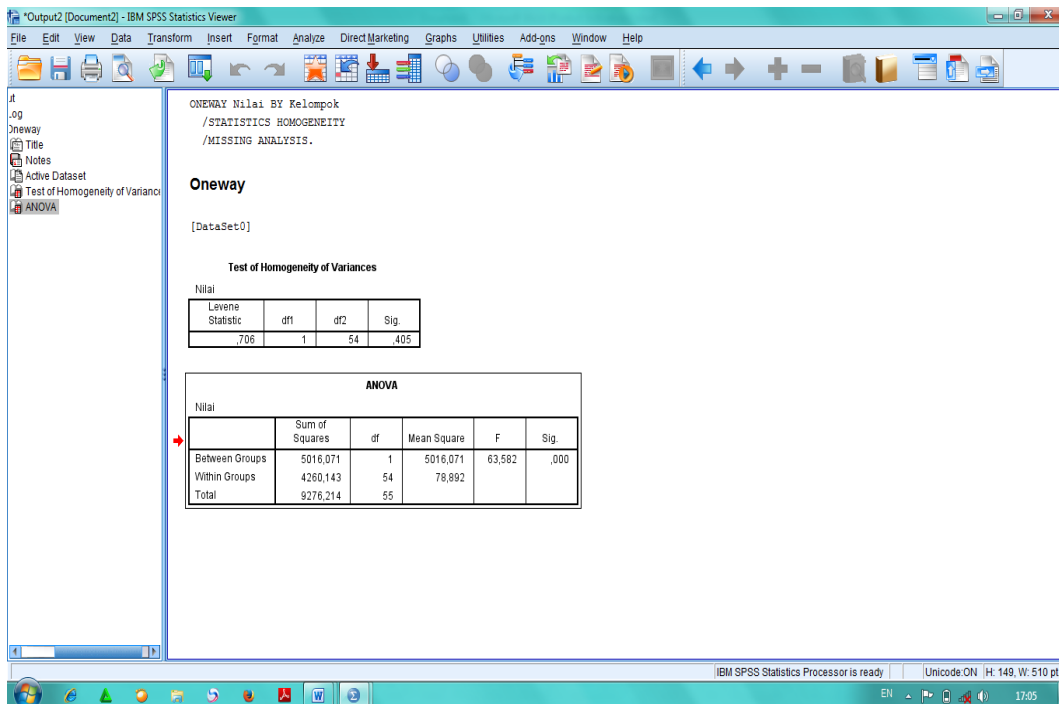 *Output2 [Document2] - IBM SPSS Statistics Viewer
File Edit View Data Transform Insert Format Analyze Direct Marketing Graphs Utilities Add-ons Window Help
ut
.og
Oneway
Title
Notes
Active Dataset
Test of Homogeneity of Varianc
ANOVA
ONEWAY Nilai BY Kelompok
/STATISTICS HOMOGENEITY
/MISSING ANALYSIS.
Oneway
[DataSet0]
Test of Homogeneity of Variances
Nilai
Levene Statistic df1 df2 Sig.
,706 1 54 ,405
ANOVA
Nilai
Sum of Squares df Mean Square F Sig.
Between Groups 5016,071 1 5016,071 63,582 ,000
Within Groups 4260,143 54 78,892
Total 9276,214 55
IBM SPSS Statistics Processor is ready Unicode:ON H: 149, W: 510 pt
EN 17:05